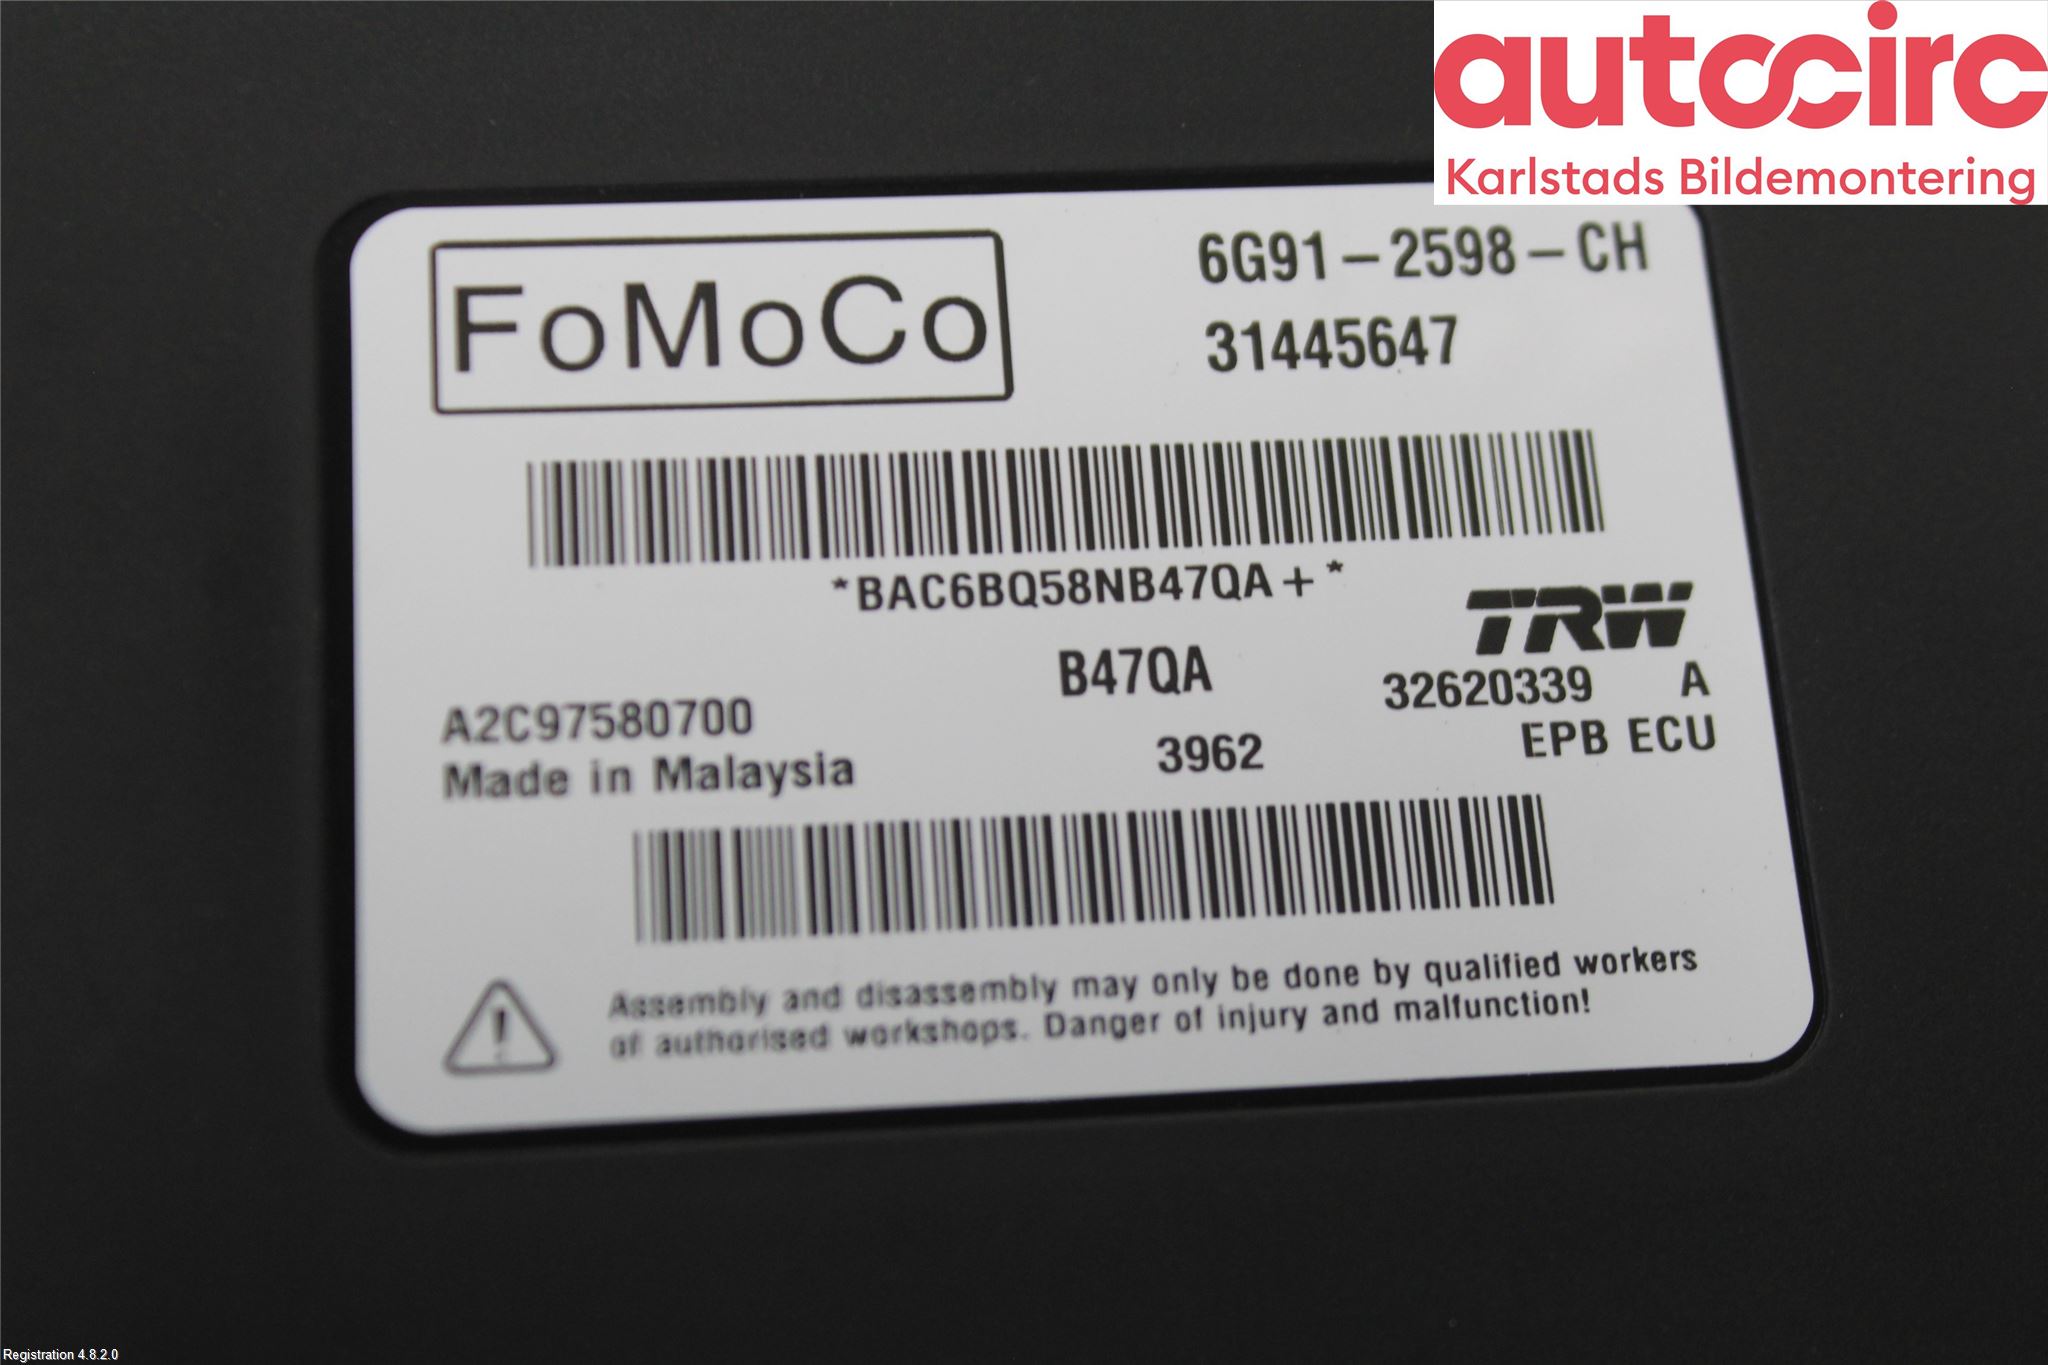 autocirc
Karlstads Bildemontering
FoMoCo
6G91-2598-CH
31445647
*BAC6BQ58NB47QA+*
TRW
B47QA
32620339 A
A2C97580700
3962
EPB ECU
Made in Malaysia
Assembly and disassembly may only be done by qualified workers
of authorised workshops. Danger of injury and malfunction!
Registration 4.8.2.0